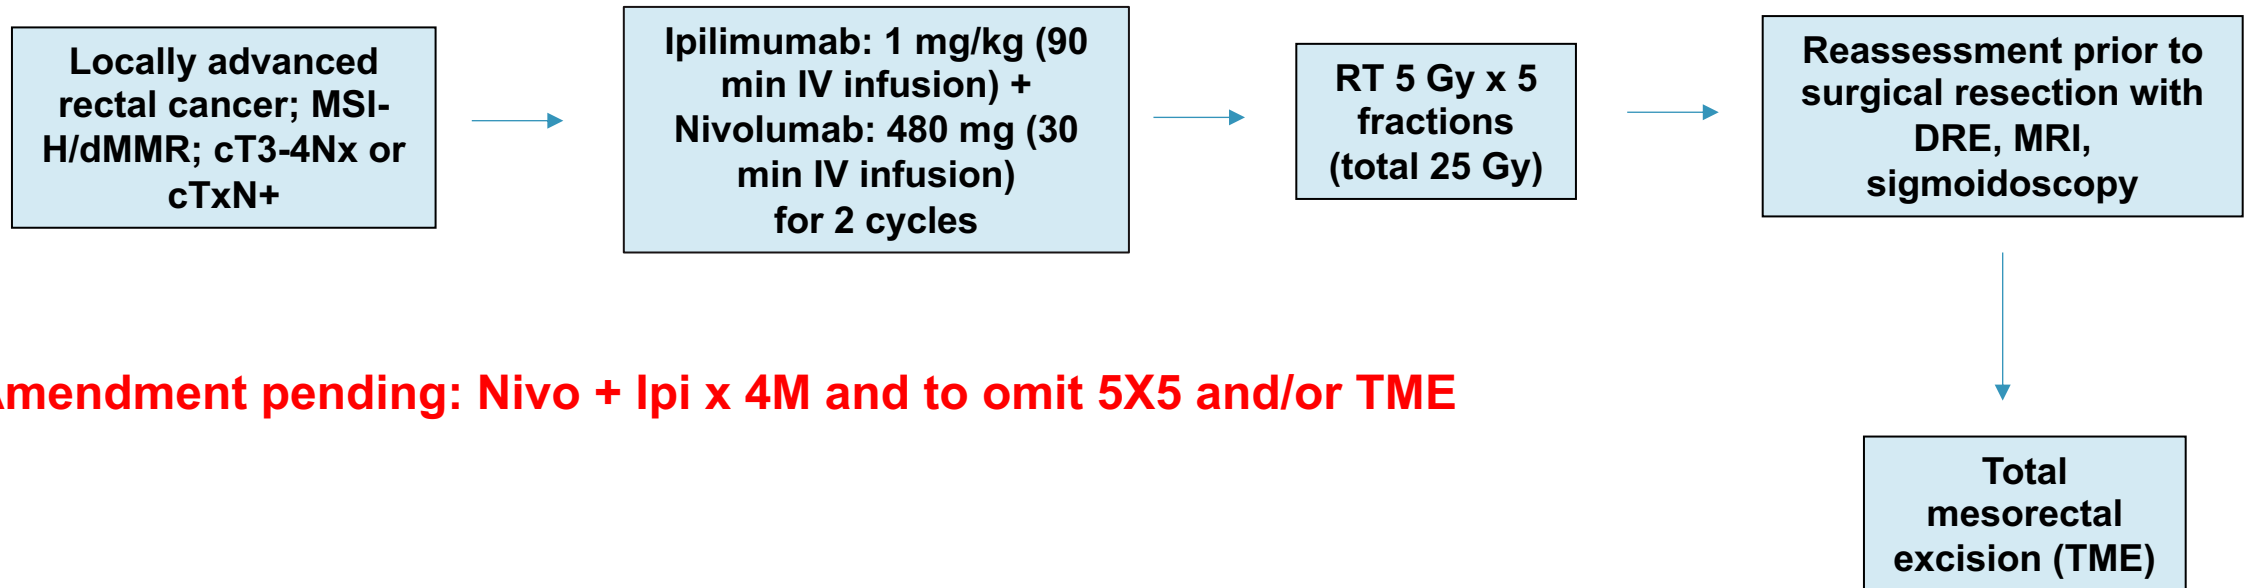 Locally advanced
rectal cancer; MSI-
H/dMMR; cT3-4Nx or
cTxN+
Ipilimumab: 1 mg/kg (90
min IV infusion) +
Nivolumab: 480 mg (30
min IV infusion)
for 2 cycles
RT 5 Gy x 5
fractions
(total 25 Gy)
Reassessment prior to
surgical resection with
DRE, MRI,
sigmoidoscopy
Amendment pending: Nivo + Ipi x 4M and to omit 5X5 and/or TME
Total
mesorectal
excision (TME)